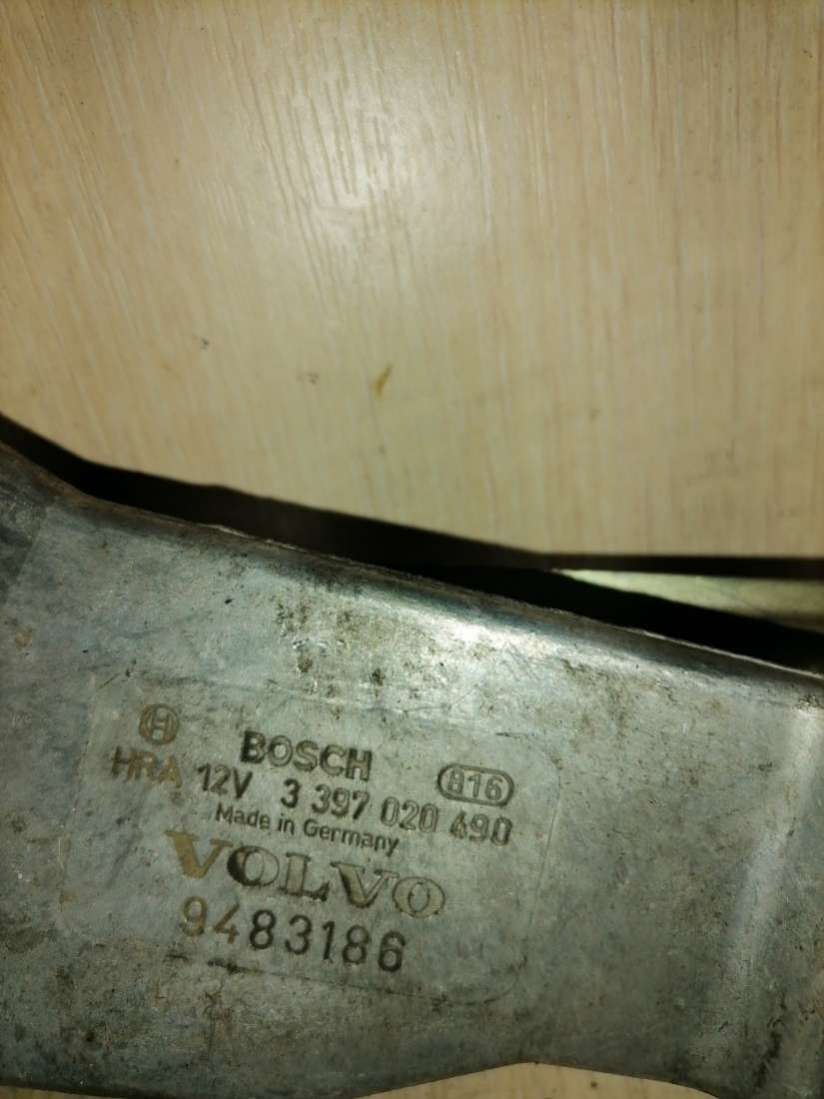 BOSCH 816
HRA 12V 3 397 020 490
Made in Germany
VOLVO
9483186